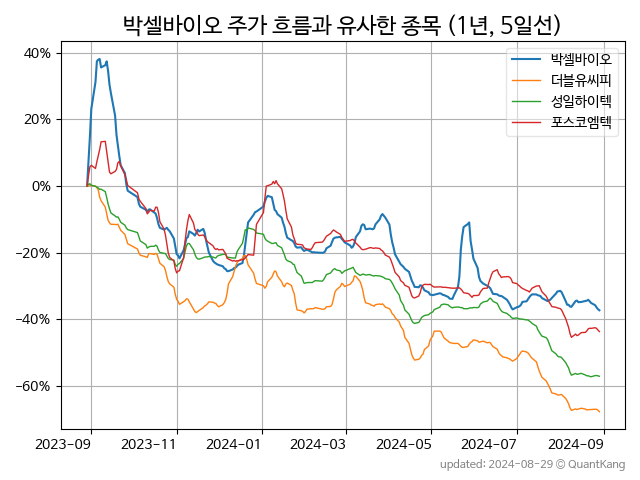 박셀바이오 주가 흐름과 유사한 종목 (1년, 5일선)
40%
20%
0%
−20%
−40%
−60%
박셀바이오
더블유씨피
성일하이텍
포스코엠텍
2023−09
2023−11
2024−01
2024−03
2024−05
2024−07
2024−09
updated: 2024-08-29 © QuantKang